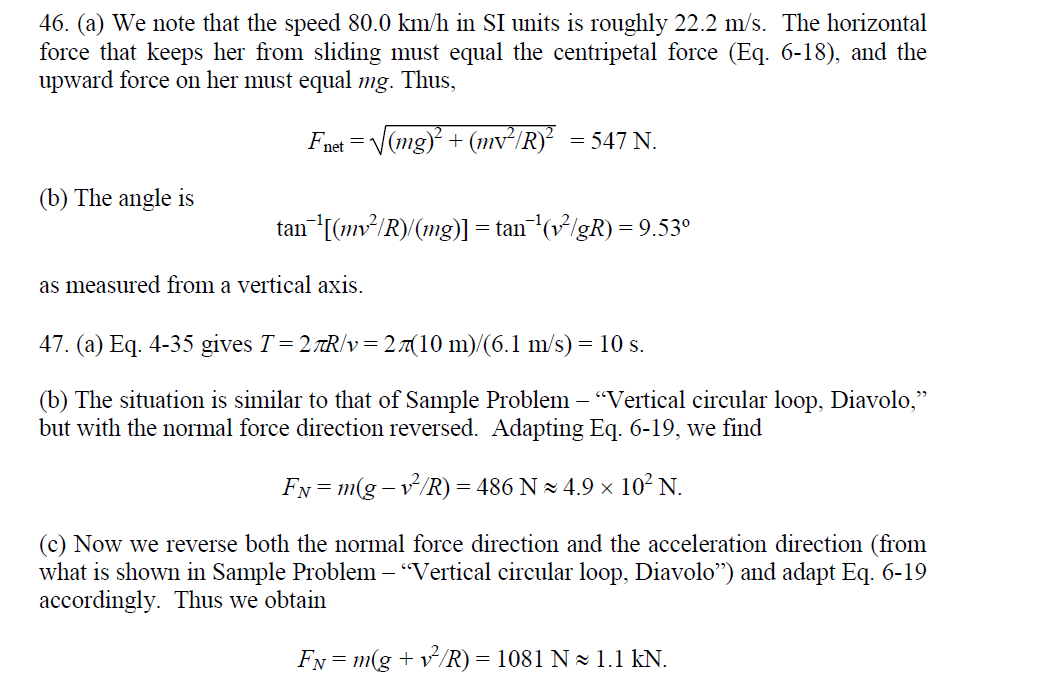 46. (a) We note that the speed 80.0 km/h in SI units is roughly 22.2 m/s. The horizontal
force that keeps her from sliding must equal the centripetal force (Eq. 6-18), and the
upward force on her must equal mg. Thus,
F_net = √((mg)² + (mv²/R)²) = 547 N.
(b) The angle is
tan⁻¹[(mv²/R)/(mg)] = tan⁻¹(v²/gR) = 9.53º
as measured from a vertical axis.
47. (a) Eq. 4-35 gives T = 2πR/v = 2π(10 m)/(6.1 m/s) = 10 s.
(b) The situation is similar to that of Sample Problem – “Vertical circular loop, Diavolo,”
but with the normal force direction reversed. Adapting Eq. 6-19, we find
F_N = m(g – v²/R) = 486 N ≈ 4.9 × 10² N.
(c) Now we reverse both the normal force direction and the acceleration direction (from
what is shown in Sample Problem – “Vertical circular loop, Diavolo”) and adapt Eq. 6-19
accordingly. Thus we obtain
F_N = m(g + v²/R) = 1081 N ≈ 1.1 kN.